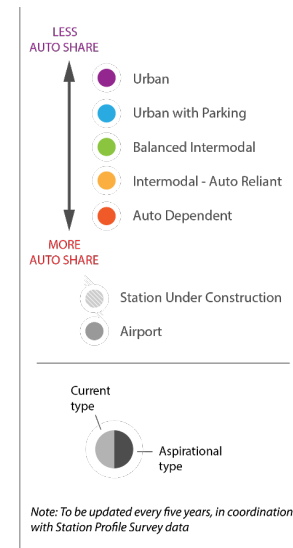 LESS
AUTO SHARE
Urban
Urban with Parking
Balanced Intermodal
Intermodal - Auto Reliant
Auto Dependent
MORE
AUTO SHARE
Station Under Construction
Airport
Current
type
Aspirational
type
Note: To be updated every five years, in coordination
with Station Profile Survey data